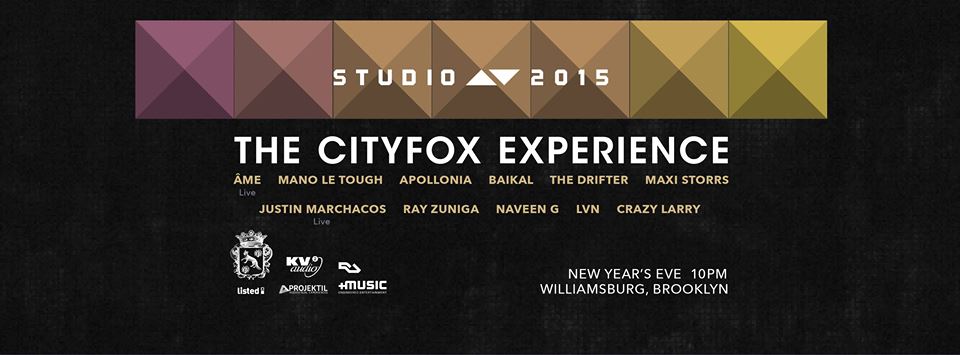 STUDIO 2015
THE CITYFOX EXPERIENCE
ÂME MANO LE TOUGH APOLLONIA BAIKAL THE DRIFTER MAXI STORRS
Live
JUSTIN MARCHACOS RAY ZUNIGA NAVEEN G LVN CRAZY LARRY
Live
KV2 audio
listed
PROJEKTIL
+MUSIC
NEW YEAR'S EVE 10PM
WILLIAMSBURG, BROOKLYN